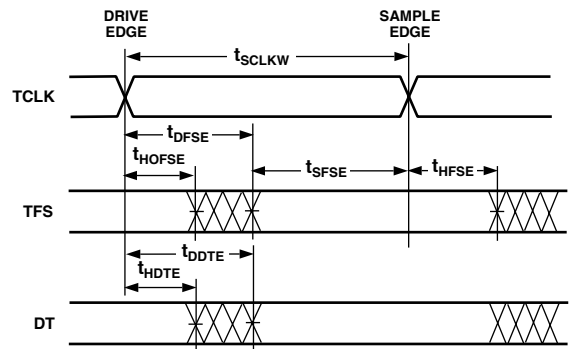 DRIVE
EDGE
SAMPLE
EDGE
tSCLKW
TCLK
tDFSE
tHOFSE
tSFSE
tHFSE
TFS
tDDTE
tHDTE
DT